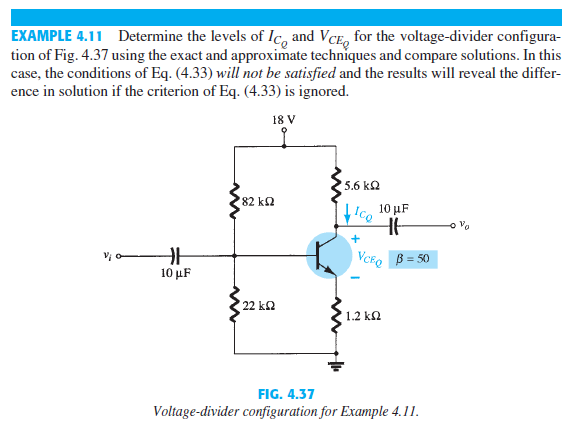 EXAMPLE 4.11 Determine the levels of I_CQ and V_CEQ for the voltage-divider configura-
tion of Fig. 4.37 using the exact and approximate techniques and compare solutions. In this
case, the conditions of Eq. (4.33) will not be satisfied and the results will reveal the differ-
ence in solution if the criterion of Eq. (4.33) is ignored.
18 V
5.6 kΩ
82 kΩ
I_CQ
10 μF
v_o
+
v_i
V_CEQ
β = 50
10 μF
–
22 kΩ
1.2 kΩ
FIG. 4.37
Voltage-divider configuration for Example 4.11.